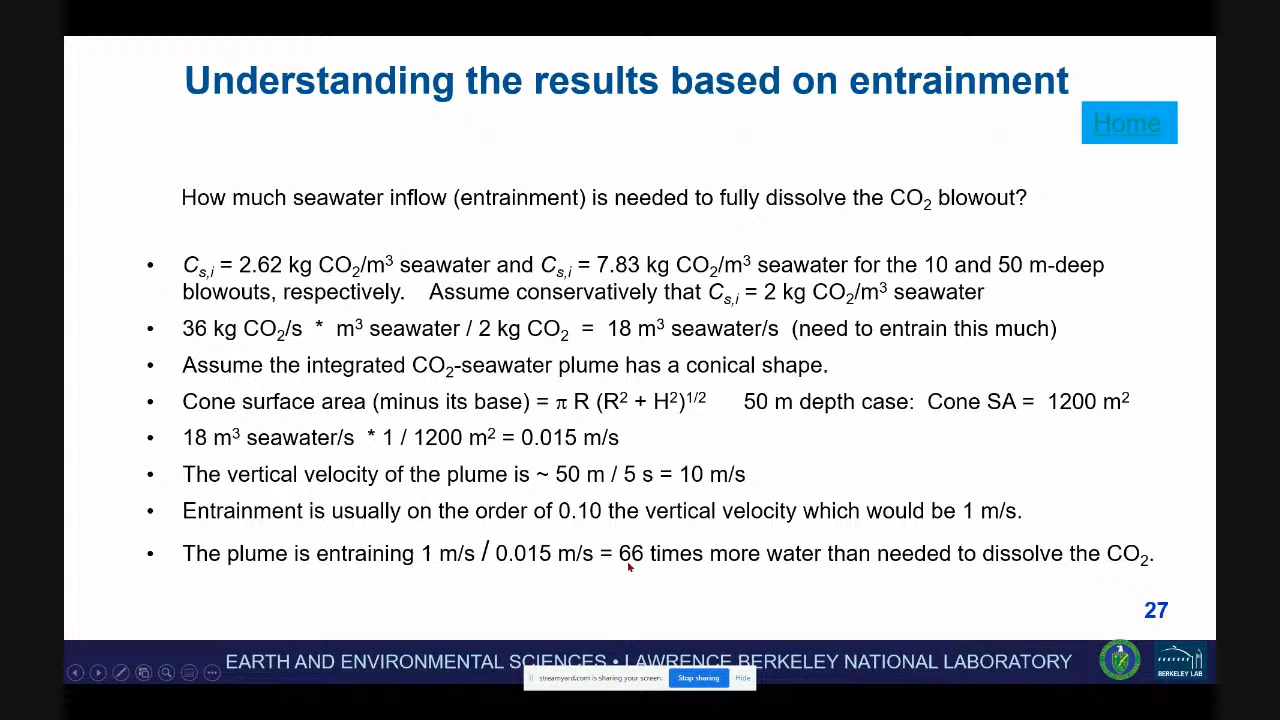 Understanding the results based on entrainment
Home
How much seawater inflow (entrainment) is needed to fully dissolve the CO₂ blowout?
• C_s,i = 2.62 kg CO₂/m³ seawater and C_s,i = 7.83 kg CO₂/m³ seawater for the 10 and 50 m-deep
blowouts, respectively. Assume conservatively that C_s,i = 2 kg CO₂/m³ seawater
• 36 kg CO₂/s * m³ seawater / 2 kg CO₂ = 18 m³ seawater/s (need to entrain this much)
• Assume the integrated CO₂-seawater plume has a conical shape.
• Cone surface area (minus its base) = π R (R² + H²)^1/2 50 m depth case: Cone SA = 1200 m²
• 18 m³ seawater/s * 1 / 1200 m² = 0.015 m/s
• The vertical velocity of the plume is ~ 50 m / 5 s = 10 m/s
• Entrainment is usually on the order of 0.10 the vertical velocity which would be 1 m/s.
• The plume is entraining 1 m/s / 0.015 m/s = 66 times more water than needed to dissolve the CO₂.
27
EARTH AND ENVIRONMENTAL SCIENCES • LAWRENCE BERKELEY NATIONAL LABORATORY
BERKELEY LAB
streamyard.com is sharing your screen.
Stop sharing
Hide